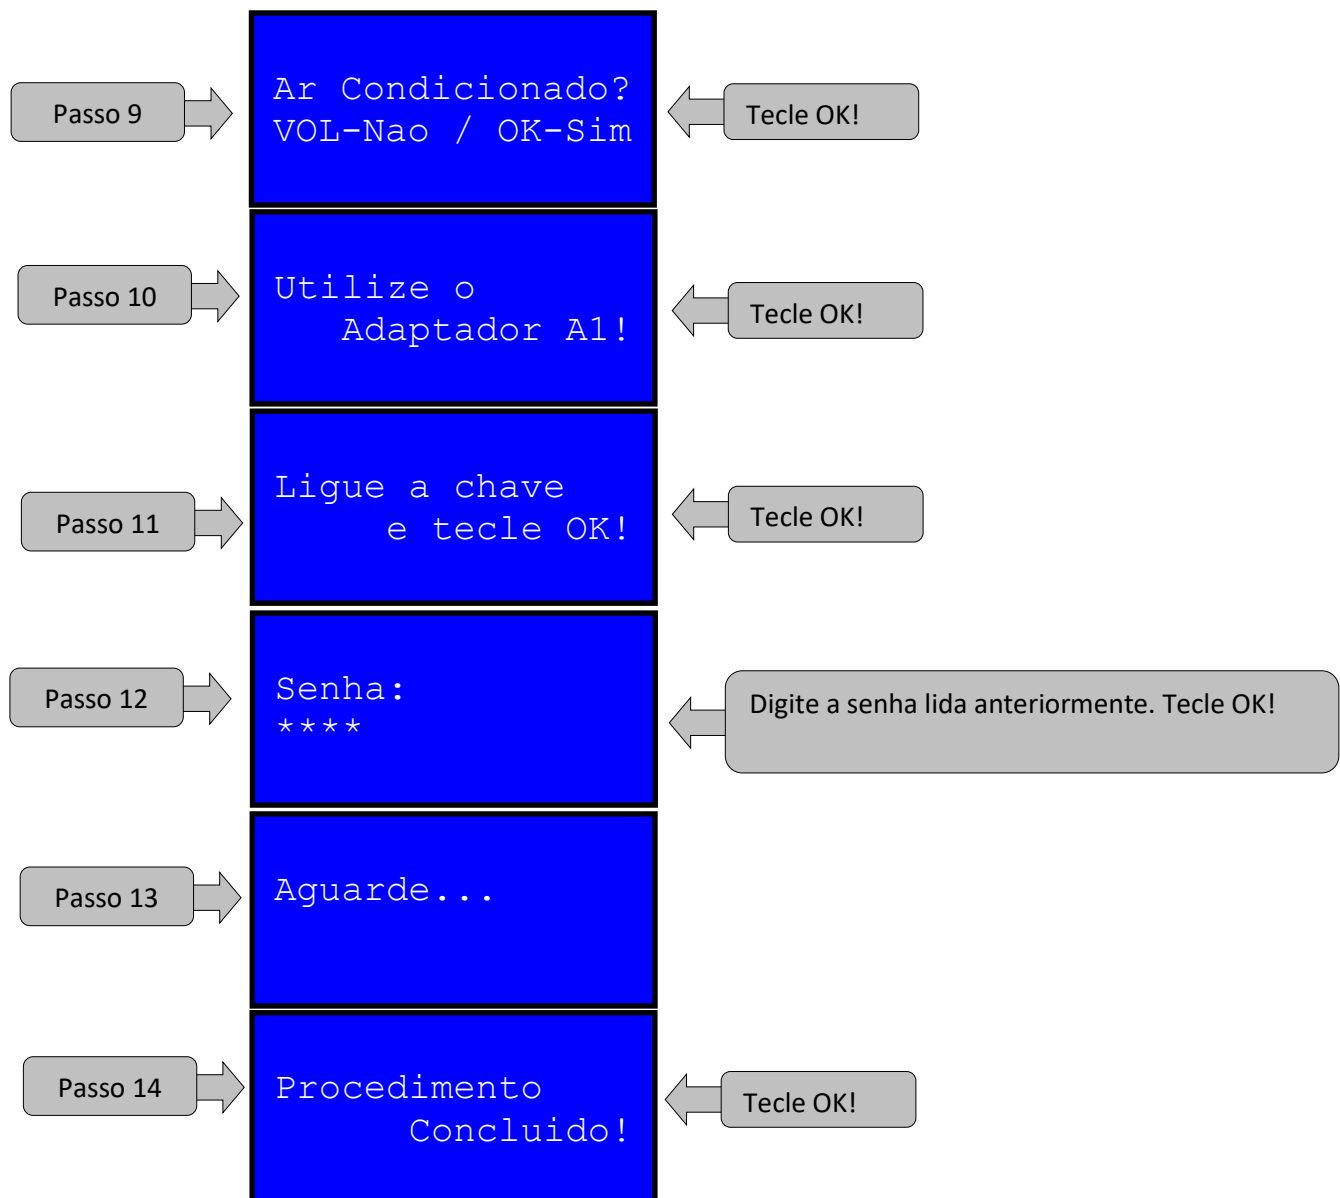 Passo 9
Ar Condicionado?
VOL-Nao / OK-Sim
Tecle OK!
Passo 10
Utilize o
Adaptador A1!
Tecle OK!
Passo 11
Ligue a chave
e tecle OK!
Tecle OK!
Passo 12
Senha:
****
Digite a senha lida anteriormente. Tecle OK!
Passo 13
Aguarde...
Passo 14
Procedimento
Concluido!
Tecle OK!